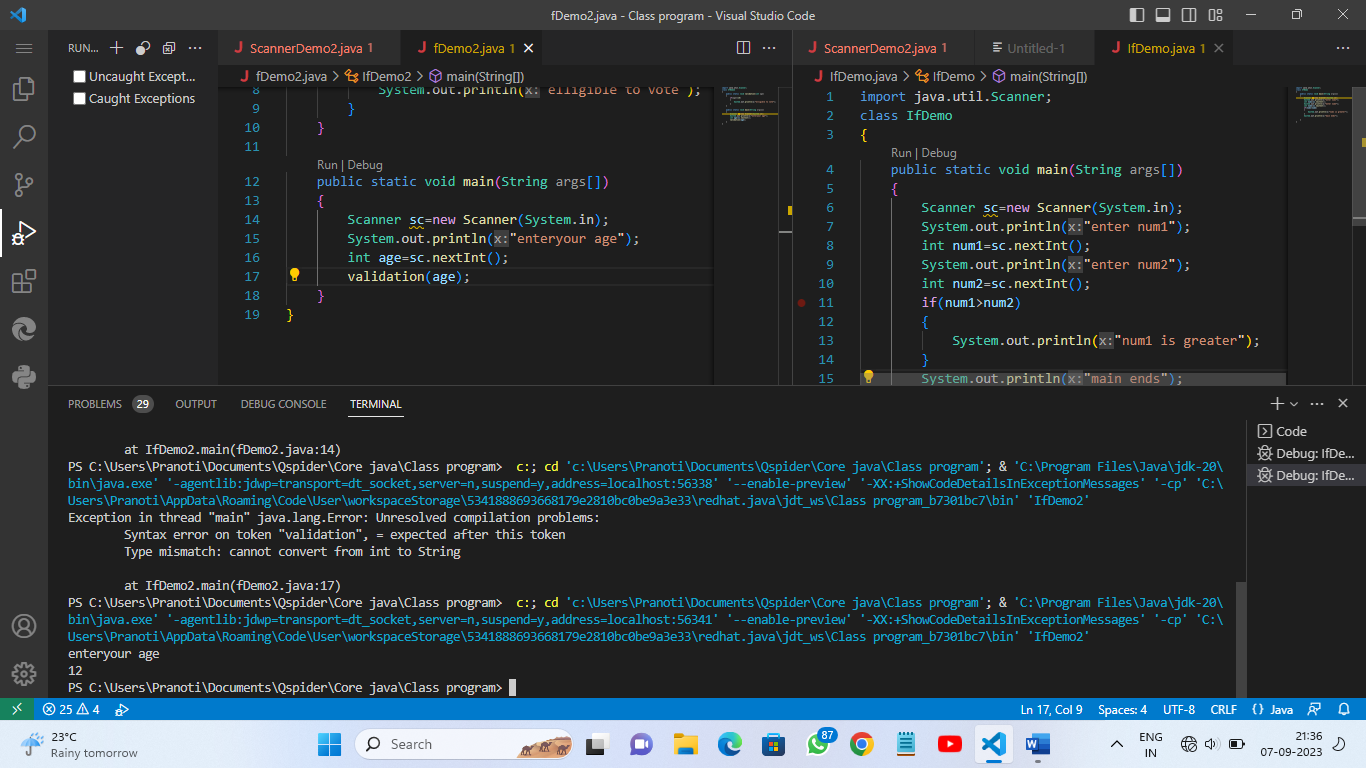 fDemo2.java - Class program - Visual Studio Code
RUN...
Uncaught Except...
Caught Exceptions
ScannerDemo2.java 1
fDemo2.java 1
fDemo2.java > IfDemo2 > main(String[])
8 System.out.println(x: elligible to vote );
9 }
10 }
11
Run | Debug
12 public static void main(String args[])
13 {
14 Scanner sc=new Scanner(System.in);
15 System.out.println(x:"enteryour age");
16 int age=sc.nextInt();
17 validation(age);
18 }
19 }
ScannerDemo2.java 1
Untitled-1
IfDemo.java 1
IfDemo.java > IfDemo > main(String[])
1 import java.util.Scanner;
2 class IfDemo
3 {
Run | Debug
4 public static void main(String args[])
5 {
6 Scanner sc=new Scanner(System.in);
7 System.out.println(x:"enter num1");
8 int num1=sc.nextInt();
9 System.out.println(x:"enter num2");
10 int num2=sc.nextInt();
11 if(num1>num2)
12 {
13 System.out.println(x:"num1 is greater");
14 }
15 System.out.println(x:"main ends");
PROBLEMS 29 OUTPUT DEBUG CONSOLE TERMINAL
at IfDemo2.main(fDemo2.java:14)
PS C:\Users\Pranoti\Documents\Qspider\Core java\Class program> c:; cd 'c:\Users\Pranoti\Documents\Qspider\Core java\Class program'; & 'C:\Program Files\Java\jdk-20\
bin\java.exe' '-agentlib:jdwp=transport=dt_socket,server=n,suspend=y,address=localhost:56338' '--enable-preview' '-XX:+ShowCodeDetailsInExceptionMessages' '-cp' 'C:\
Users\Pranoti\AppData\Roaming\Code\User\workspaceStorage\5341888693668179e2810bc0be9a3e33\redhat.java\jdt_ws\Class program_b7301bc7\bin' 'IfDemo2'
Exception in thread "main" java.lang.Error: Unresolved compilation problems:
Syntax error on token "validation", = expected after this token
Type mismatch: cannot convert from int to String
at IfDemo2.main(fDemo2.java:17)
PS C:\Users\Pranoti\Documents\Qspider\Core java\Class program> c:; cd 'c:\Users\Pranoti\Documents\Qspider\Core java\Class program'; & 'C:\Program Files\Java\jdk-20\
bin\java.exe' '-agentlib:jdwp=transport=dt_socket,server=n,suspend=y,address=localhost:56341' '--enable-preview' '-XX:+ShowCodeDetailsInExceptionMessages' '-cp' 'C:\
Users\Pranoti\AppData\Roaming\Code\User\workspaceStorage\5341888693668179e2810bc0be9a3e33\redhat.java\jdt_ws\Class program_b7301bc7\bin' 'IfDemo2'
enteryour age
12
PS C:\Users\Pranoti\Documents\Qspider\Core java\Class program>
Code
Debug: IfDe...
Debug: IfDe...
25 4
Ln 17, Col 9 Spaces: 4 UTF-8 CRLF {} Java
23°C
Rainy tomorrow
Search
87
ENG
IN
21:36
07-09-2023